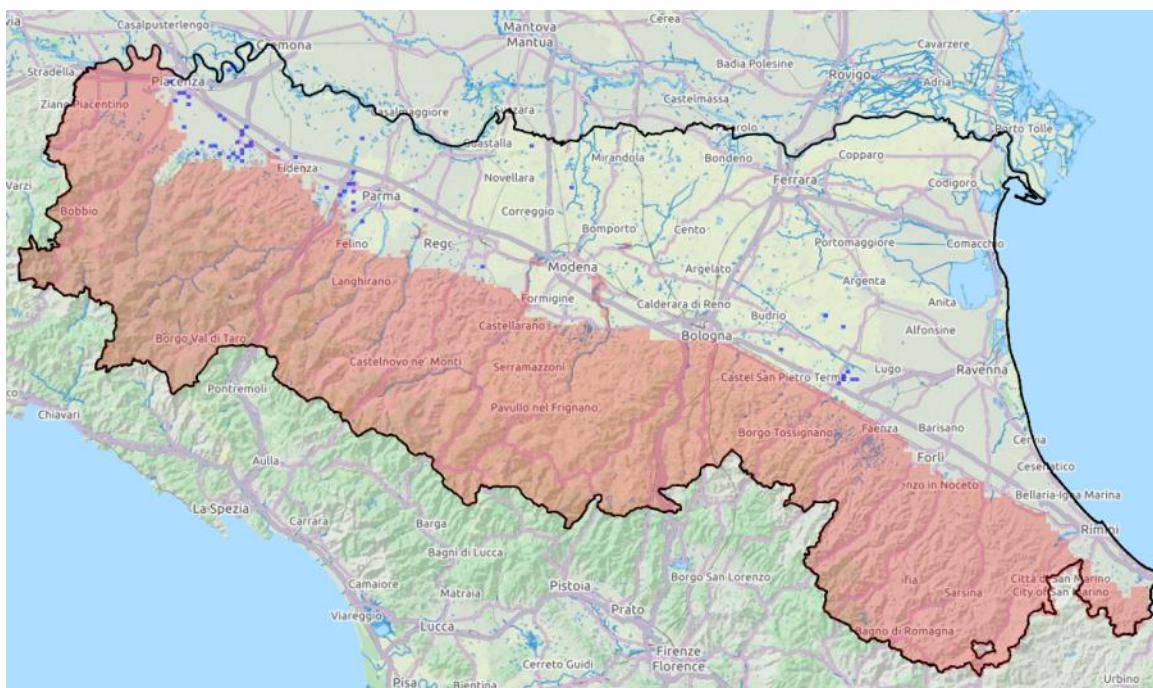 Casalpusterlengo
Mantova
Mantua
Cerea
Cavarzere
Stradella
Piacenza
Badia Polesine
Rovigo
Adria
Ziano Piacentino
Casalmaggiore
Castelmassa
Porto Tolle
Guastalla
Mirandola
Bondeno
Copparo
Varzi
Fidenza
Parma
Novellara
Ferrara
Codigoro
Bobbio
Correggio
Bomporto
Cento
Portomaggiore
Comacchio
Felino
Modena
Argelato
Argenta
Langhirano
Formigine
Calderara di Reno
Budrio
Anita
Castellarano
Bologna
Alfonsine
Borgo Val di Taro
Castelnovo ne' Monti
Serramazzoni
Castel San Pietro Term
Lugo
Ravenna
Pontremoli
Pavullo nel Frignano
Borgo Tossignano
Faenza
Barisano
Chiavari
Aulla
Forlì
Cervia
Cesenatico
enzo in Noceto
Bellaria-Igea Marina
La Spezia
Carrara
Barga
Rimini
Bagni di Lucca
Camaiore
Matraia
Pistoia
Borgo San Lorenzo
Città di San Marino
City of San Marino
Sarsina
Viareggio
Lucca
Prato
Bagno di Romagna
Firenze
Florence
Cerreto Guidi
Pisa
Bientina
Urbino